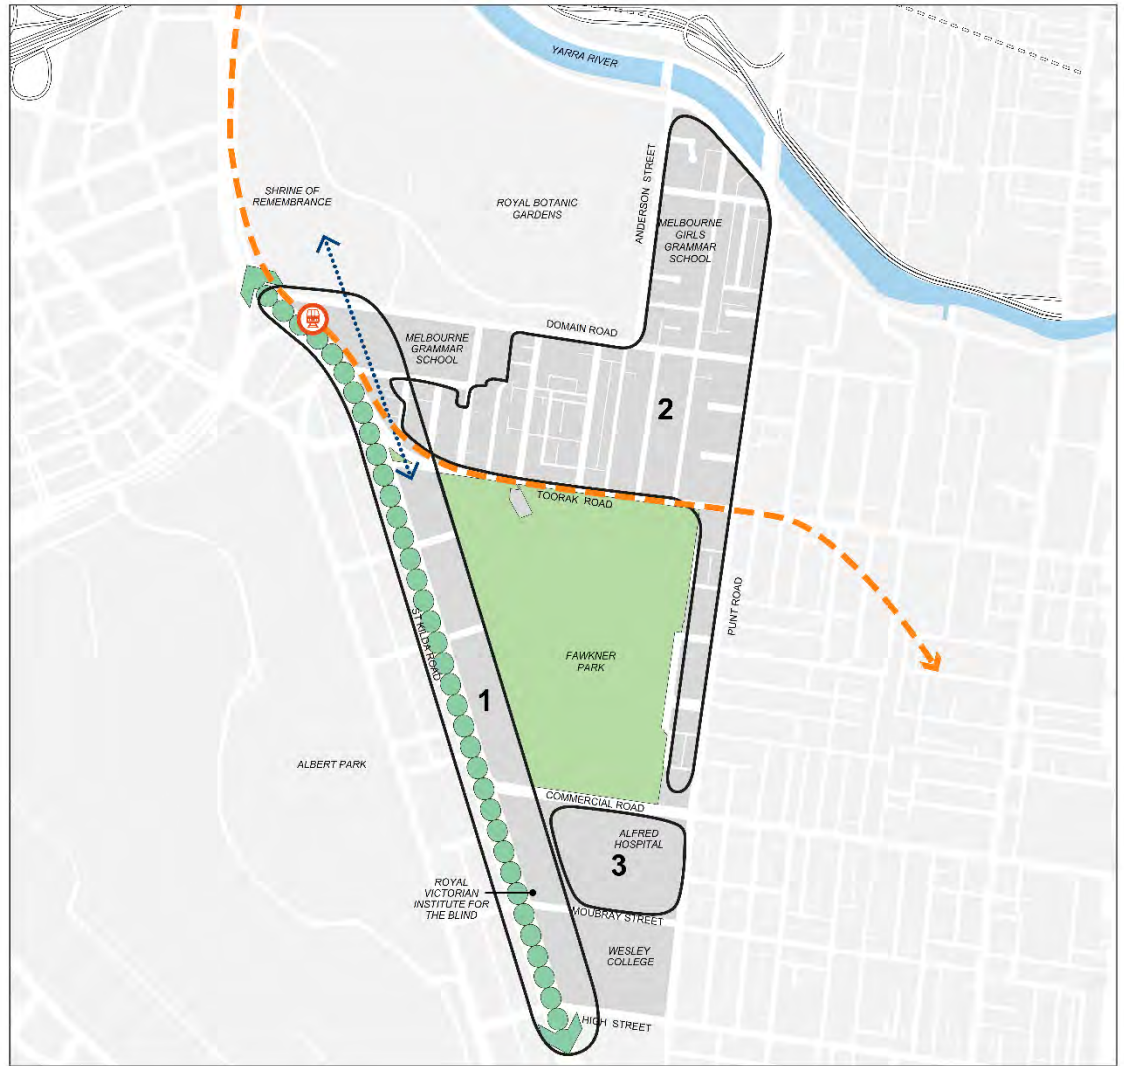 YARRA RIVER
ANDERSON STREET
SHRINE OF
REMEMBRANCE
ROYAL BOTANIC
GARDENS
MELBOURNE
GIRLS
GRAMMAR
SCHOOL
DOMAIN ROAD
MELBOURNE
GRAMMAR
SCHOOL
2
TOORAK ROAD
PUNT ROAD
ST KILDA ROAD
FAWKNER
PARK
1
ALBERT PARK
COMMERCIAL ROAD
ALFRED
HOSPITAL
3
ROYAL
VICTORIAN
INSTITUTE FOR
THE BLIND
MOUBRAY STREET
WESLEY
COLLEGE
HIGH STREET